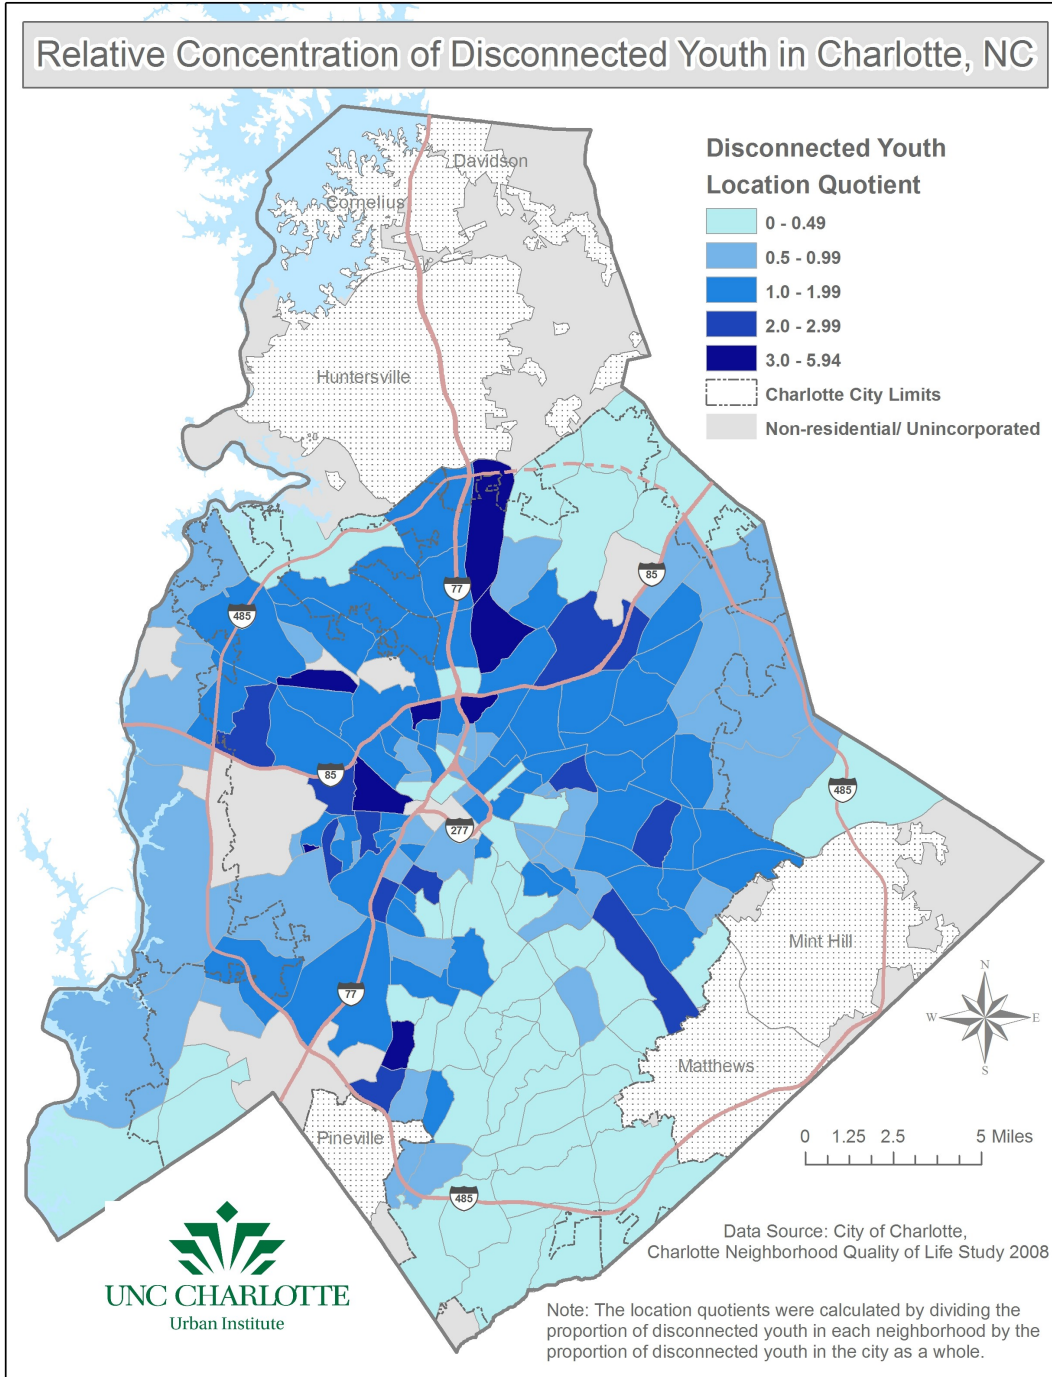 Relative Concentration of Disconnected Youth in Charlotte, NC
Disconnected Youth
Location Quotient
0 - 0.49
0.5 - 0.99
1.0 - 1.99
2.0 - 2.99
3.0 - 5.94
Charlotte City Limits
Non-residential/ Unincorporated
Davidson
Cornelius
Huntersville
85
77
485
85
485
277
Mint Hill
77
N
W
E
S
Matthews
Pineville
0 1.25 2.5 5 Miles
485
Data Source: City of Charlotte,
Charlotte Neighborhood Quality of Life Study 2008
UNC CHARLOTTE
Urban Institute
Note: The location quotients were calculated by dividing the
proportion of disconnected youth in each neighborhood by the
proportion of disconnected youth in the city as a whole.